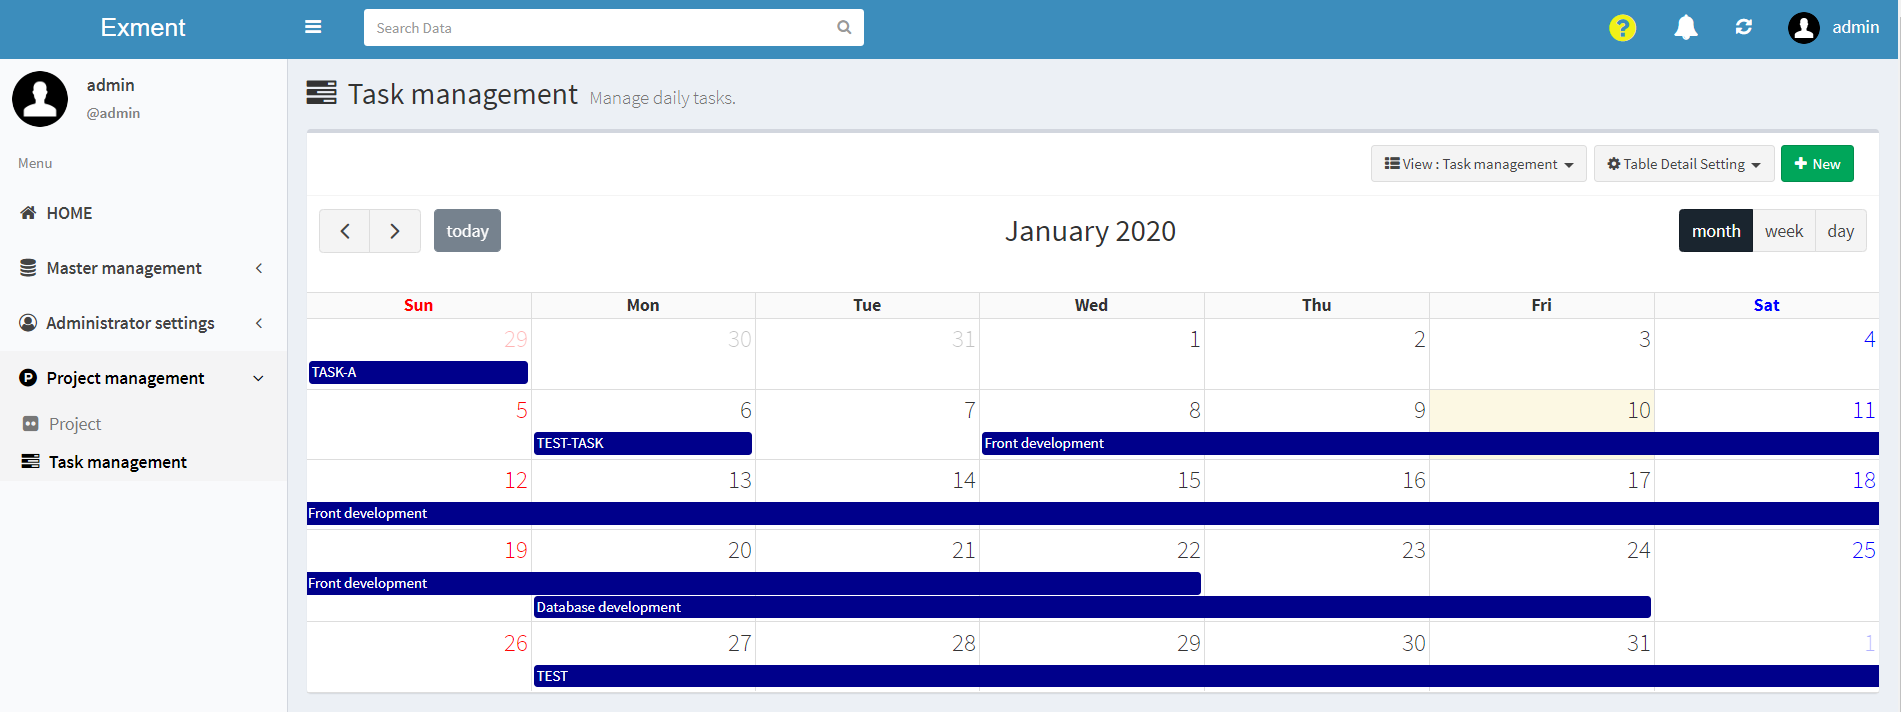 Exment
Search Data
?
admin
admin
@admin
Menu
HOME
Master management
Administrator settings
Project management
Project
Task management
Task management Manage daily tasks.
View : Task management
Table Detail Setting
New
today
January 2020
month week day
Sun Mon Tue Wed Thu Fri Sat
29 30 31 1 2 3 4
TASK-A
5 6 7 8 9 10 11
TEST-TASK Front development
12 13 14 15 16 17 18
Front development
19 20 21 22 23 24 25
Front development
Database development
26 27 28 29 30 31 1
TEST